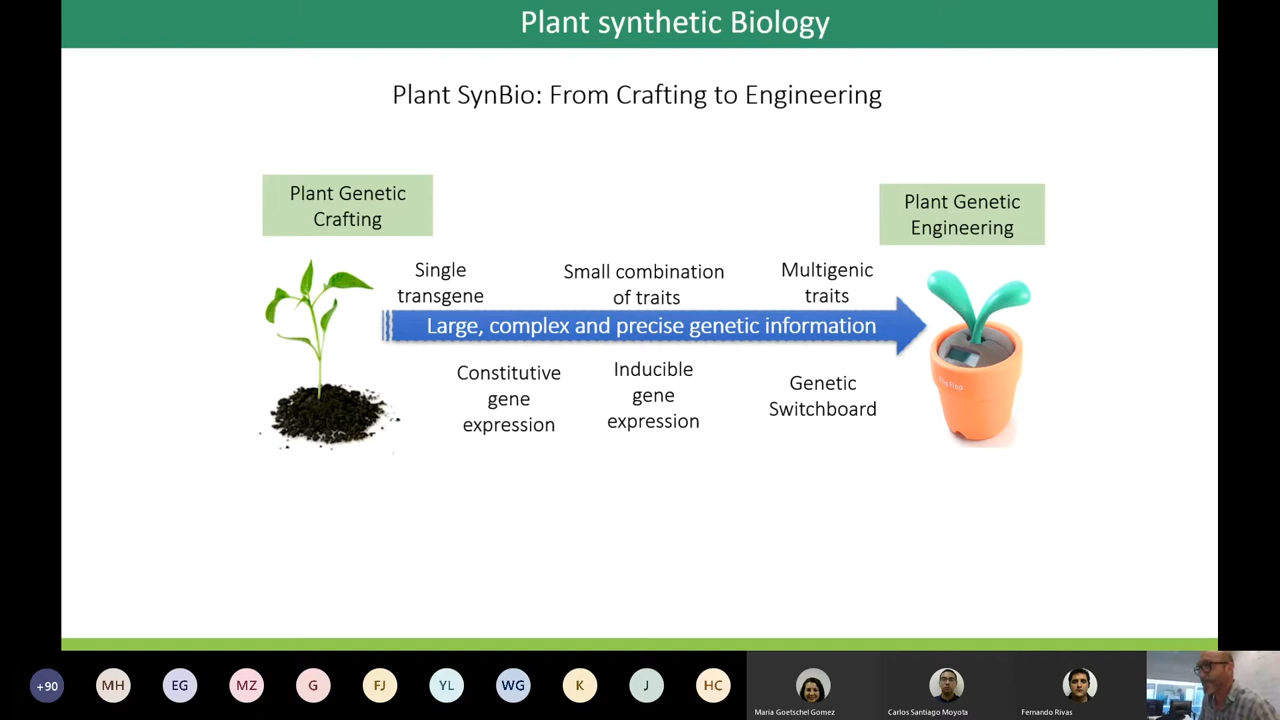 Plant synthetic Biology
Plant SynBio: From Crafting to Engineering
Plant Genetic
Crafting
Plant Genetic
Engineering
Single
transgene
Small combination
of traits
Multigenic
traits
Large, complex and precise genetic information
Constitutive
gene
expression
Inducible
gene
expression
Genetic
Switchboard
+90
MH
EG
MZ
G
FJ
YL
WG
K
J
HC
Maria Goetschel Gomez
Carlos Santiago Moyota
Fernando Rivas